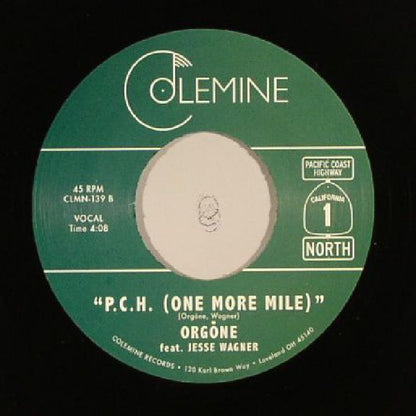 COLEMINE
45 RPM
CLMN-139 B
VOCAL
Time 4:08
PACIFIC COAST
HIGHWAY
CALIFORNIA
1
NORTH
"P.C.H. (ONE MORE MILE)"
(Orgōne, Wagner)
ORGŌNE
feat. JESSE WAGNER
COLEMINE RECORDS • 120 Karl Brown Way • Loveland OH 45140